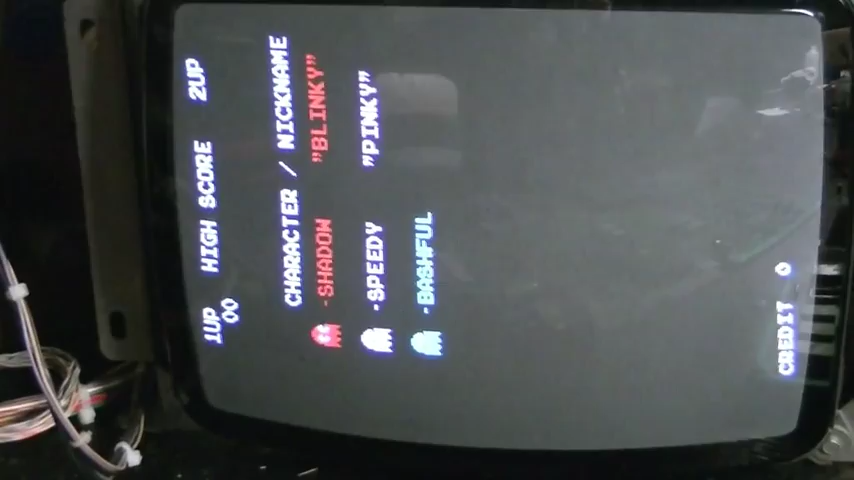 1UP HIGH SCORE 2UP
00
CHARACTER / NICKNAME
-SHADOW "BLINKY"
-SPEEDY "PINKY"
-BASHFUL
CREDIT 0